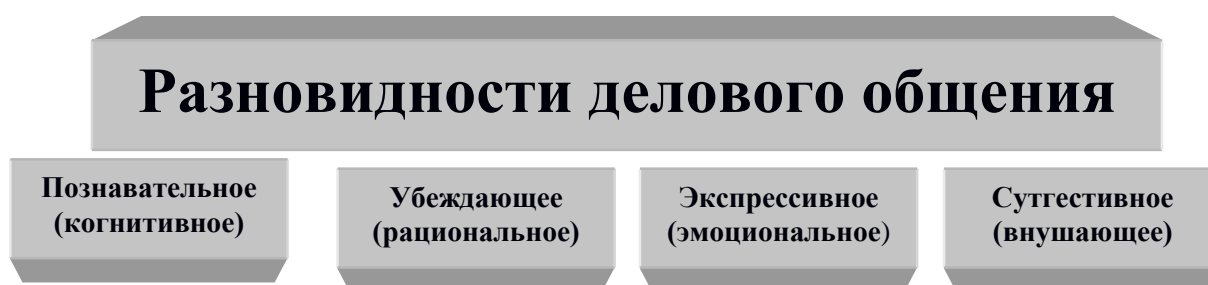 Разновидности делового общения
Познавательное
(когнитивное)
Убеждающее
(рациональное)
Экспрессивное
(эмоциональное)
Сутгестивное
(внушающее)